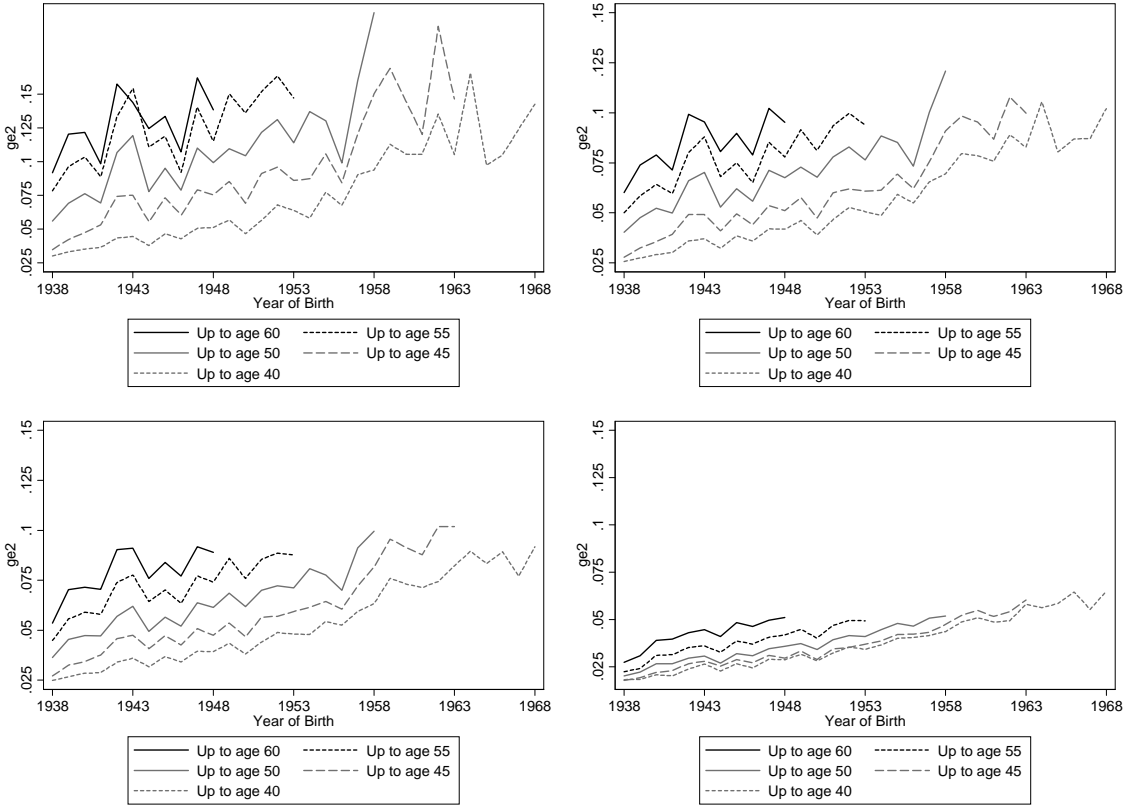 ge2
.15
.125
.1
.075
.05
.025
1938 1943 1948 1953 1958 1963 1968
Year of Birth
Up to age 60 Up to age 55
Up to age 50 Up to age 45
Up to age 40
ge2
.15
.125
.1
.075
.05
.025
1938 1943 1948 1953 1958 1963 1968
Year of Birth
Up to age 60 Up to age 55
Up to age 50 Up to age 45
Up to age 40
ge2
.15
.125
.1
.075
.05
.025
1938 1943 1948 1953 1958 1963 1968
Year of Birth
Up to age 60 Up to age 55
Up to age 50 Up to age 45
Up to age 40
ge2
.15
.125
.1
.075
.05
.025
1938 1943 1948 1953 1958 1963 1968
Year of Birth
Up to age 60 Up to age 55
Up to age 50 Up to age 45
Up to age 40